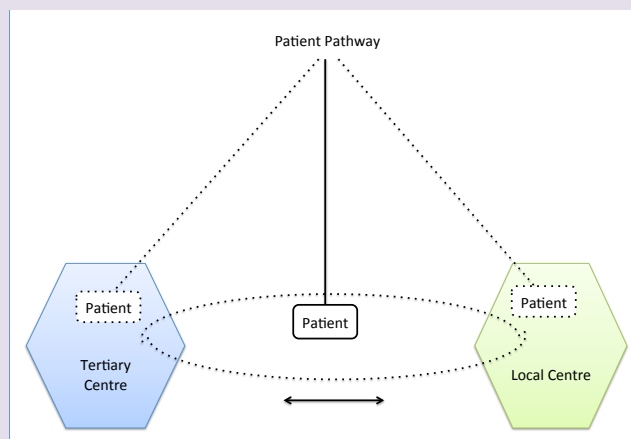 Patient Pathway
Patient
Patient
Patient
Tertiary
Centre
Local Centre